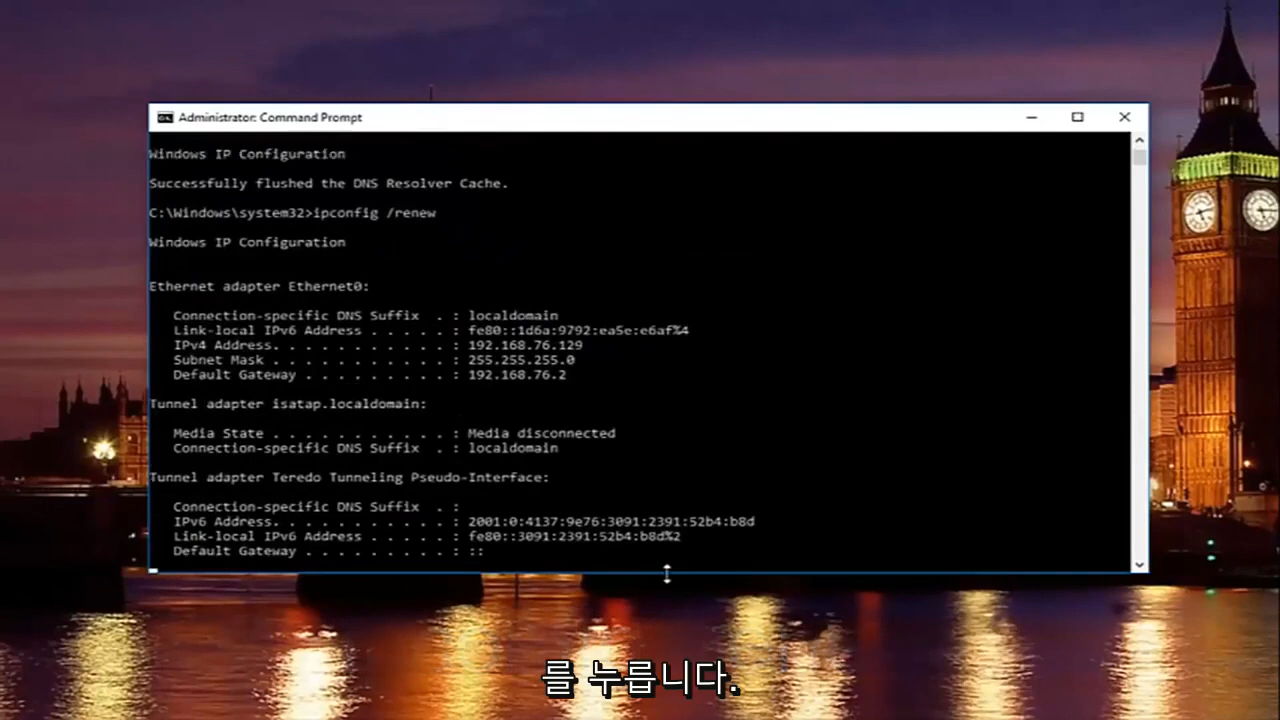 Administrator: Command Prompt
Windows IP Configuration
Successfully flushed the DNS Resolver Cache.
C:\Windows\system32>ipconfig /renew
Windows IP Configuration
Ethernet adapter Ethernet0:
Connection-specific DNS Suffix . : localdomain
Link-local IPv6 Address . . . . . : fe80::1d6a:9792:ea5e:e6af%4
IPv4 Address. . . . . . . . . . . : 192.168.76.129
Subnet Mask . . . . . . . . . . . : 255.255.255.0
Default Gateway . . . . . . . . . : 192.168.76.2
Tunnel adapter isatap.localdomain:
Media State . . . . . . . . . . . : Media disconnected
Connection-specific DNS Suffix . : localdomain
Tunnel adapter Teredo Tunneling Pseudo-Interface:
Connection-specific DNS Suffix . :
IPv6 Address. . . . . . . . . . . : 2001:0:4137:9e76:3091:2391:52b4:b8d
Link-local IPv6 Address . . . . . : fe80::3091:2391:52b4:b8d%2
Default Gateway . . . . . . . . . : ::
를 누릅니다.